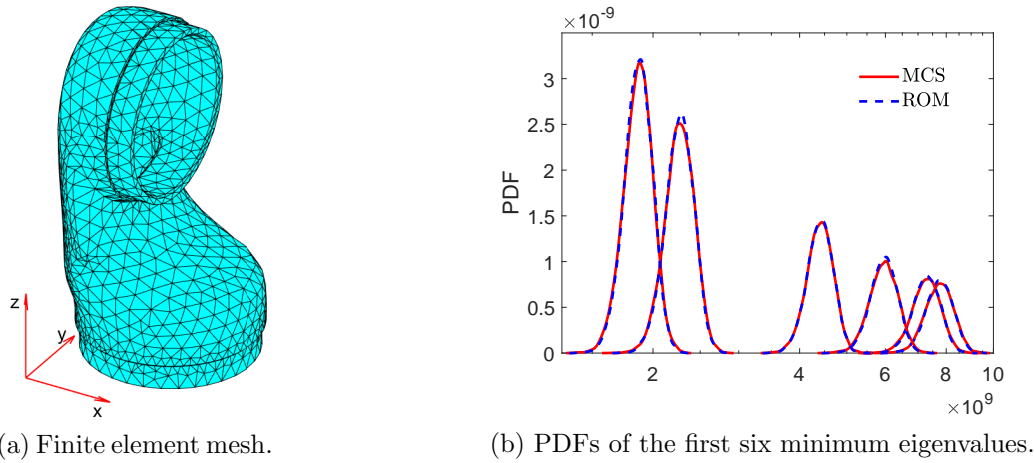 z
y
x
×10⁻⁹
3
2.5
2
1.5
1
0.5
0
PDF
MCS
ROM
2
4
6
8
10
×10⁹
(a) Finite element mesh.
(b) PDFs of the first six minimum eigenvalues.